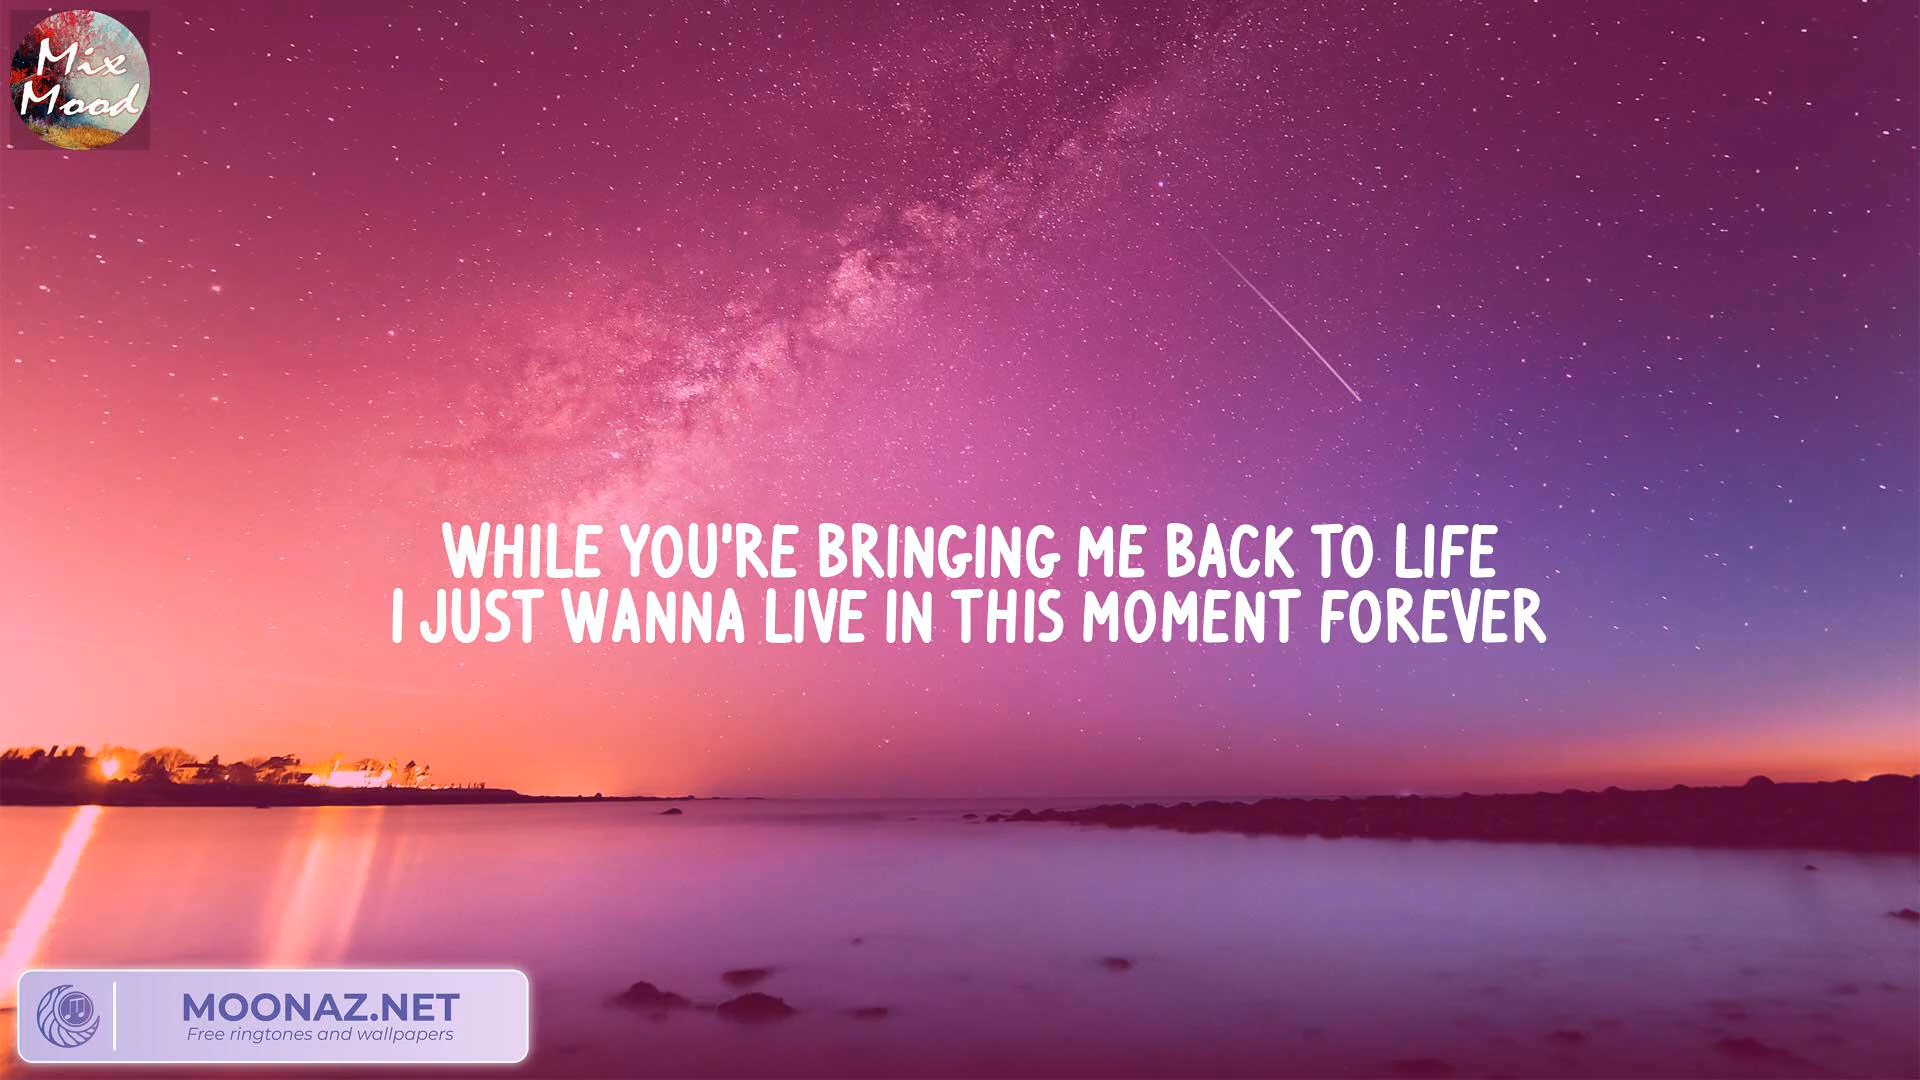 Mix
Mood
WHILE YOU'RE BRINGING ME BACK TO LIFE
I JUST WANNA LIVE IN THIS MOMENT FOREVER
MOONAZ.NET
Free ringtones and wallpapers